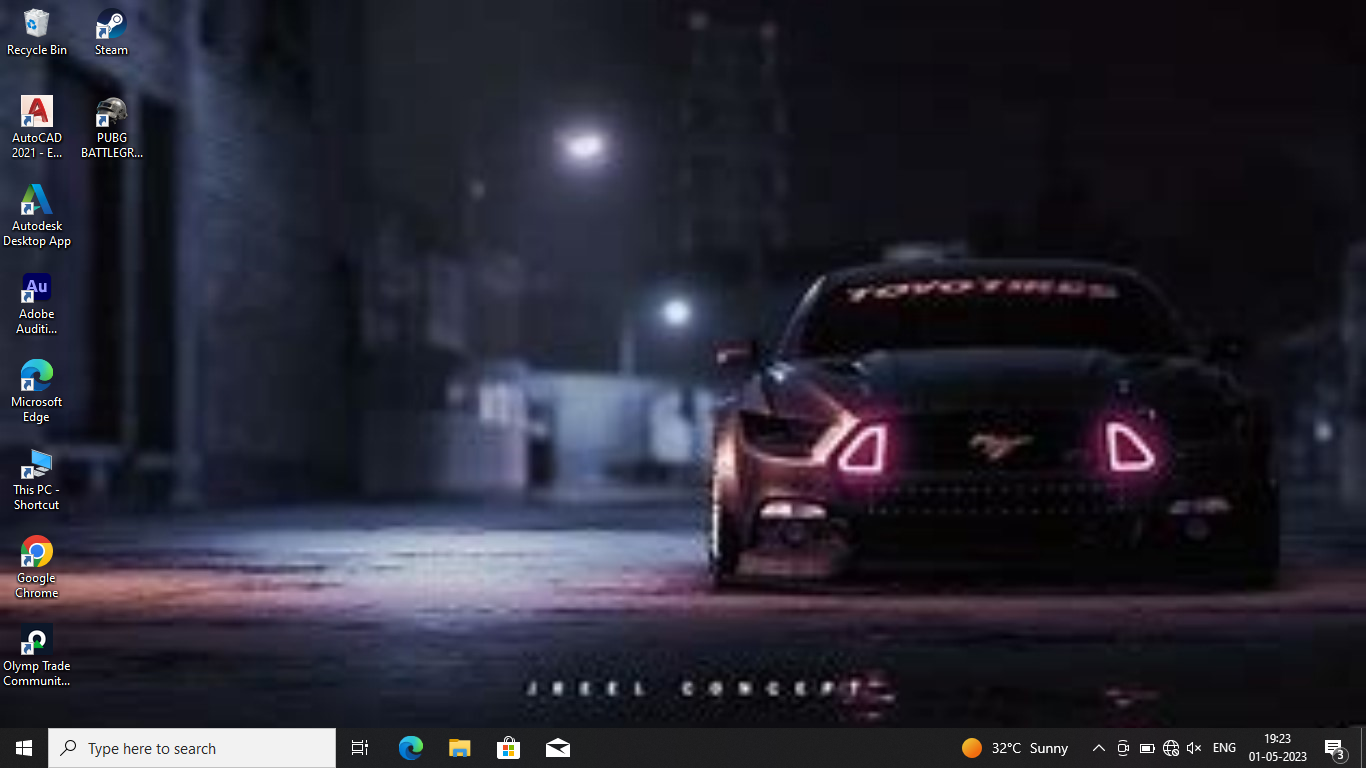 Recycle Bin
Steam
AutoCAD
2021 - E...
PUBG
BATTLEGR...
Autodesk
Desktop App
Au
Adobe
Auditi...
Microsoft
Edge
This PC -
Shortcut
Google
Chrome
Olymp Trade
Communit...
TOYO TIRES
CONCEPT
Type here to search
32°C Sunny
ENG
19:23
01-05-2023
3